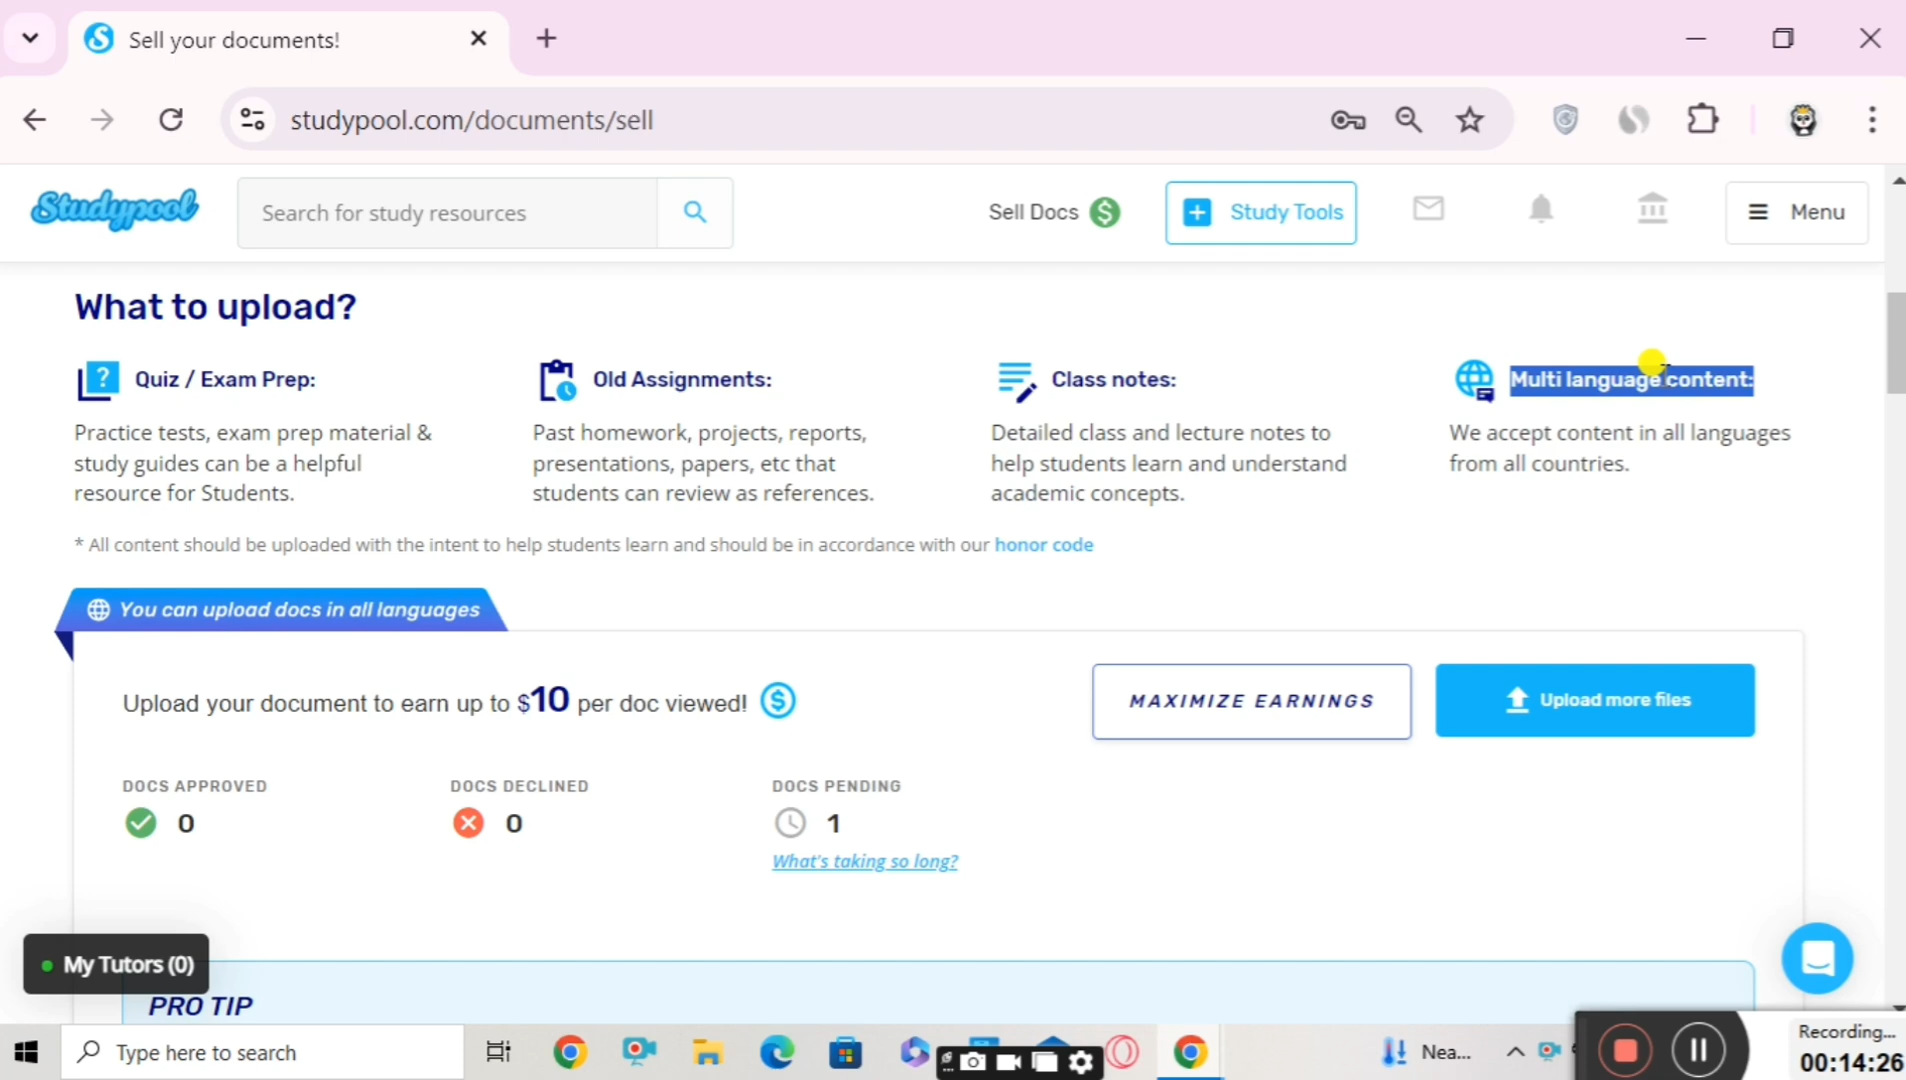 Sell your documents!
studypool.com/documents/sell
Studypool
Search for study resources
Sell Docs
Study Tools
Menu
What to upload?
Quiz / Exam Prep:
Practice tests, exam prep material &
study guides can be a helpful
resource for Students.
Old Assignments:
Past homework, projects, reports,
presentations, papers, etc that
students can review as references.
Class notes:
Detailed class and lecture notes to
help students learn and understand
academic concepts.
Multi language content:
We accept content in all languages
from all countries.
* All content should be uploaded with the intent to help students learn and should be in accordance with our honor code
You can upload docs in all languages
Upload your document to earn up to $10 per doc viewed!
MAXIMIZE EARNINGS
Upload more files
DOCS APPROVED
0
DOCS DECLINED
0
DOCS PENDING
1
What's taking so long?
My Tutors (0)
PRO TIP
Type here to search
Nea...
Recording...
00:14:26